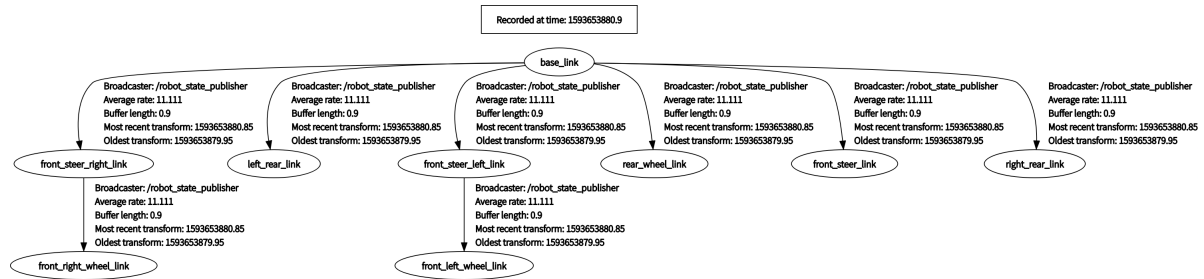 Recorded at time: 1593653880.9
base_link
Broadcaster: /robot_state_publisher
Average rate: 11.111
Buffer length: 0.9
Most recent transform: 1593653880.85
Oldest transform: 1593653879.95
Broadcaster: /robot_state_publisher
Average rate: 11.111
Buffer length: 0.9
Most recent transform: 1593653880.85
Oldest transform: 1593653879.95
Broadcaster: /robot_state_publisher
Average rate: 11.111
Buffer length: 0.9
Most recent transform: 1593653880.85
Oldest transform: 1593653879.95
Broadcaster: /robot_state_publisher
Average rate: 11.111
Buffer length: 0.9
Most recent transform: 1593653880.85
Oldest transform: 1593653879.95
Broadcaster: /robot_state_publisher
Average rate: 11.111
Buffer length: 0.9
Most recent transform: 1593653880.85
Oldest transform: 1593653879.95
Broadcaster: /robot_state_publisher
Average rate: 11.111
Buffer length: 0.9
Most recent transform: 1593653880.85
Oldest transform: 1593653879.95
front_steer_right_link
left_rear_link
front_steer_left_link
rear_wheel_link
front_steer_link
right_rear_link
Broadcaster: /robot_state_publisher
Average rate: 11.111
Buffer length: 0.9
Most recent transform: 1593653880.85
Oldest transform: 1593653879.95
Broadcaster: /robot_state_publisher
Average rate: 11.111
Buffer length: 0.9
Most recent transform: 1593653880.85
Oldest transform: 1593653879.95
front_right_wheel_link
front_left_wheel_link